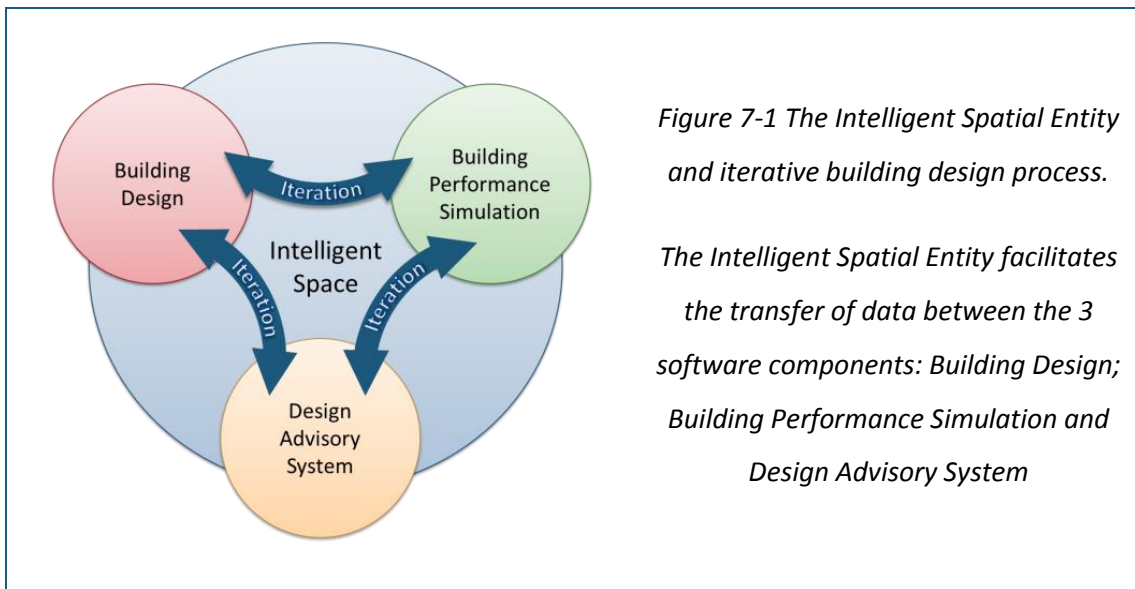 Building
Design
Iteration
Building
Performance
Simulation
Intelligent
Space
Iteration
Iteration
Design
Advisory
System
Figure 7-1 The Intelligent Spatial Entity
and iterative building design process.
The Intelligent Spatial Entity facilitates
the transfer of data between the 3
software components: Building Design;
Building Performance Simulation and
Design Advisory System